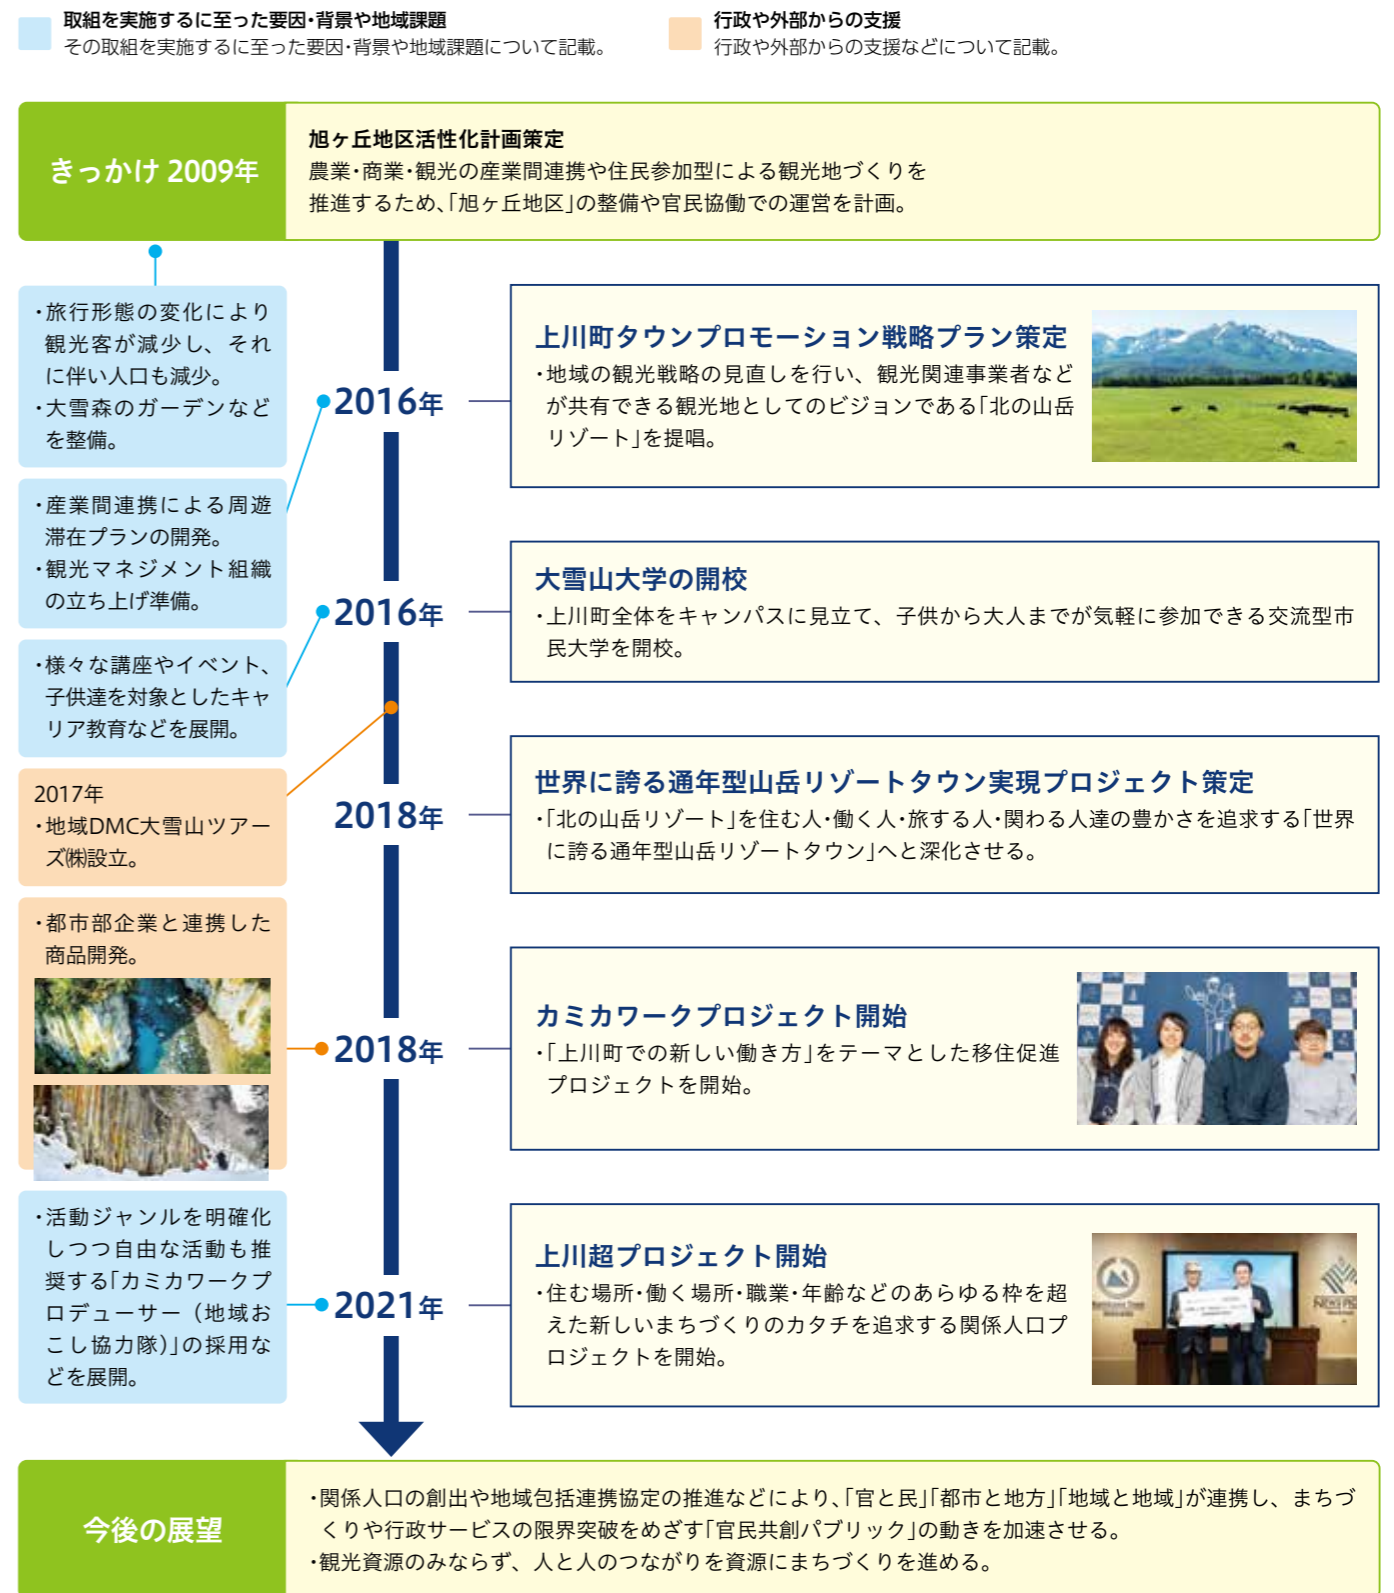 取組を実施するに至った要因・背景や地域課題
その取組を実施するに至った要因・背景や地域課題について記載。
行政や外部からの支援
行政や外部からの支援などについて記載。
きっかけ 2009年
旭ヶ丘地区活性化計画策定
農業・商業・観光の産業間連携や住民参加型による観光地づくりを
推進するため、「旭ヶ丘地区」の整備や官民協働での運営を計画。
・旅行形態の変化により
観光客が減少し、それ
に伴い人口も減少。
・大雪森のガーデンなど
を整備。
2016年
上川町タウンプロモーション戦略プラン策定
・地域の観光戦略の見直しを行い、観光関連事業者など
が共有できる観光地としてのビジョンである「北の山岳
リゾート」を提唱。
・産業間連携による周遊
滞在プランの開発。
・観光マネジメント組織
の立ち上げ準備。
2016年
大雪山大学の開校
・上川町全体をキャンパスに見立て、子供から大人までが気軽に参加できる交流型市
民大学を開校。
・様々な講座やイベント、
子供達を対象としたキャ
リア教育などを展開。
2017年
・地域DMC大雪山ツアー
ズ㈱設立。
2018年
世界に誇る通年型山岳リゾートタウン実現プロジェクト策定
・「北の山岳リゾート」を住む人・働く人・旅する人・関わる人達の豊かさを追求する「世界
に誇る通年型山岳リゾートタウン」へと深化させる。
・都市部企業と連携した
商品開発。
2018年
カミカワークプロジェクト開始
・「上川町での新しい働き方」をテーマとした移住促進
プロジェクトを開始。
・活動ジャンルを明確化
しつつ自由な活動も推
奨する「カミカワークプ
ロデューサー（地域お
こし協力隊）」の採用な
どを展開。
2021年
上川超プロジェクト開始
・住む場所・働く場所・職業・年齢などのあらゆる枠を超
えた新しいまちづくりのカタチを追求する関係人口プ
ロジェクトを開始。
今後の展望
・関係人口の創出や地域包括連携協定の推進などにより、「官と民」「都市と地方」「地域と地域」が連携し、まちづ
くりや行政サービスの限界突破をめざす「官民共創パブリック」の動きを加速させる。
・観光資源のみならず、人と人のつながりを資源にまちづくりを進める。